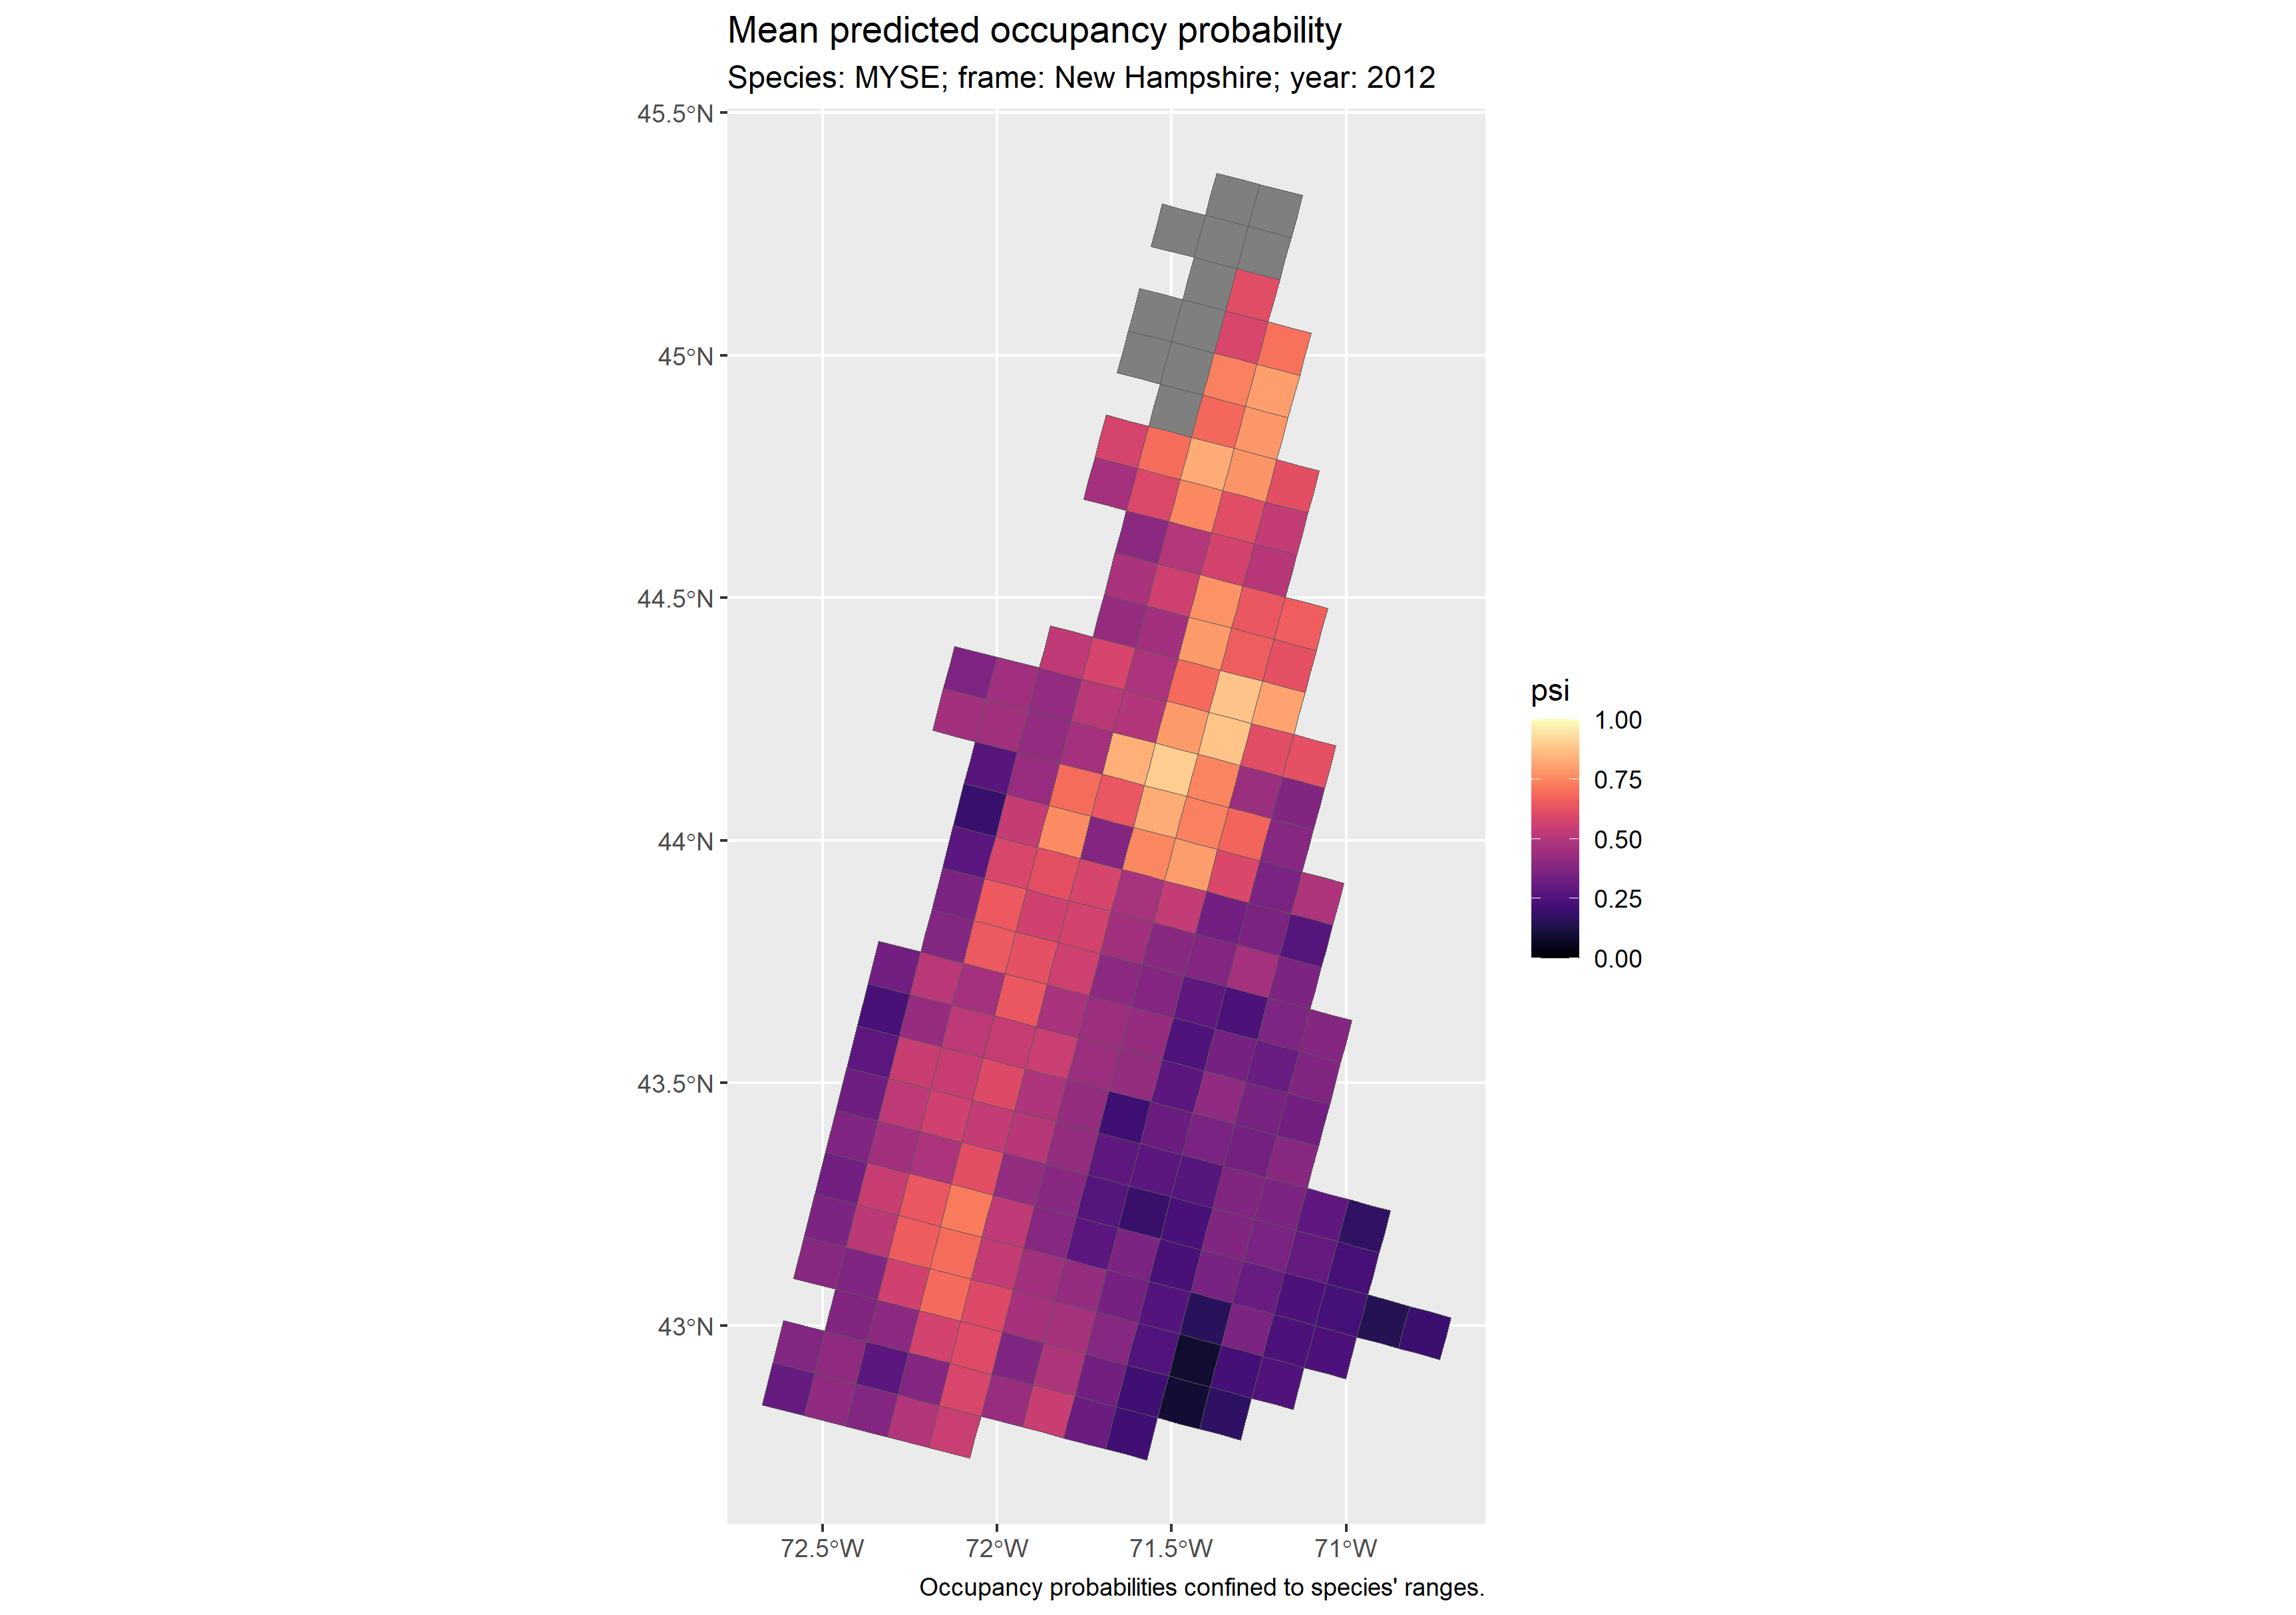 Mean predicted occupancy probability
Species: MYSE; frame: New Hampshire; year: 2012
45.5°N
45°N
44.5°N
44°N
43.5°N
43°N
72.5°W
72°W
71.5°W
71°W
psi
1.00
0.75
0.50
0.25
0.00
Occupancy probabilities confined to species' ranges.